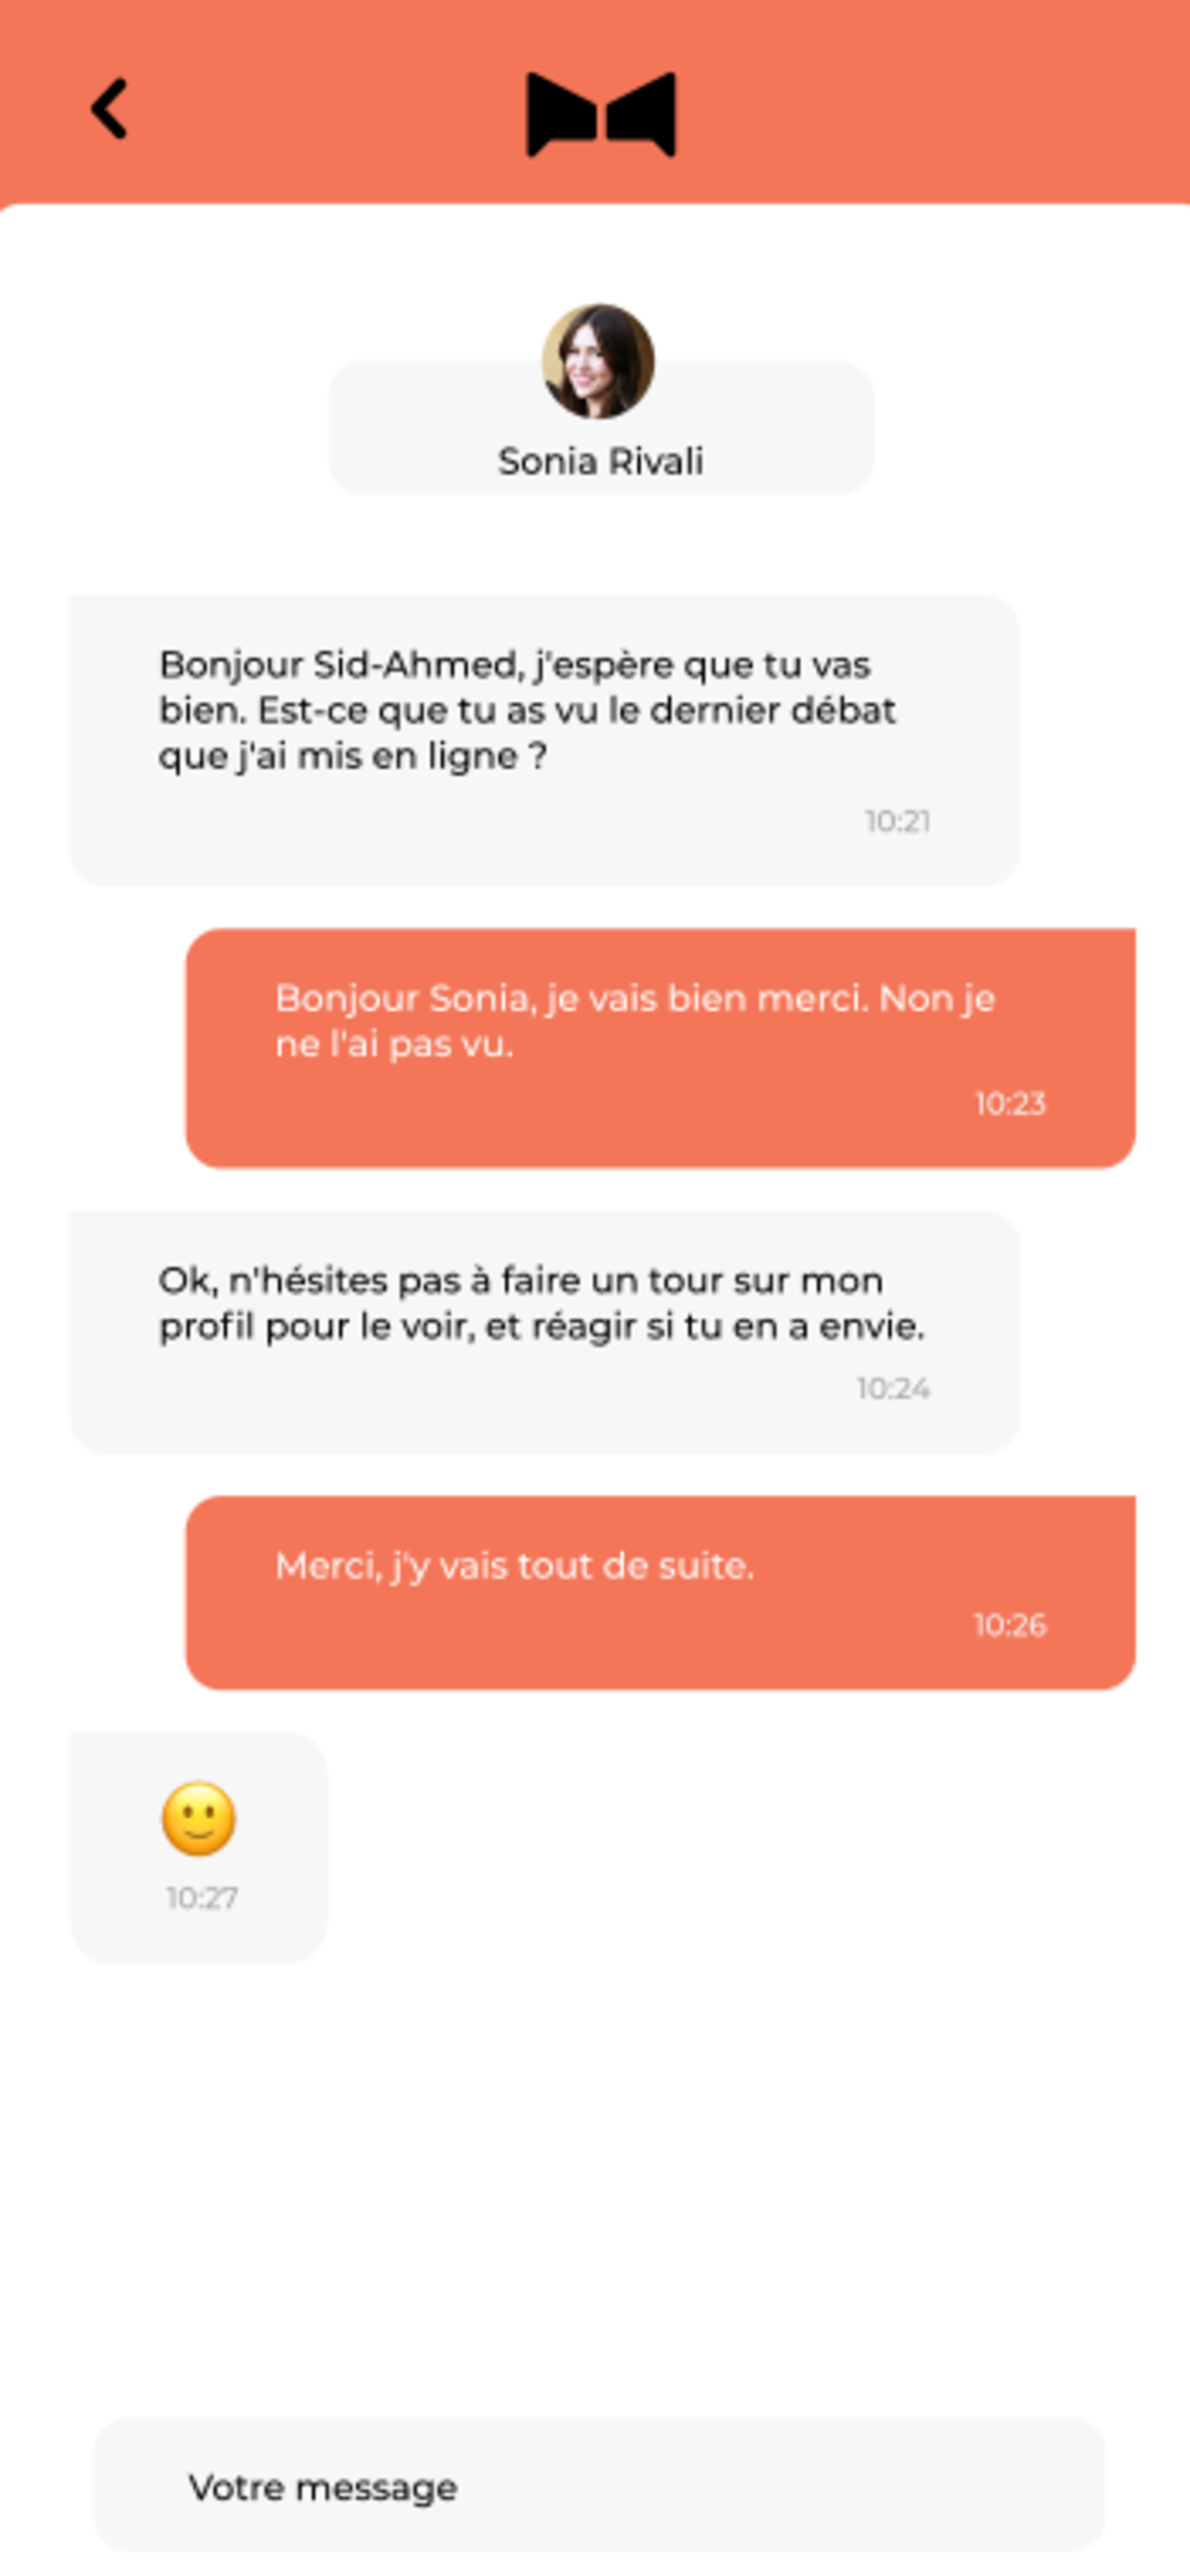 Sonia Rivali
Bonjour Sid-Ahmed, j'espère que tu vas
bien. Est-ce que tu as vu le dernier débat
que j'ai mis en ligne ?
10:21
Bonjour Sonia, je vais bien merci. Non je
ne l'ai pas vu.
10:23
Ok, n'hésites pas à faire un tour sur mon
profil pour le voir, et réagir si tu en a envie.
10:24
Merci, j'y vais tout de suite.
10:26
🙂
10:27
Votre message